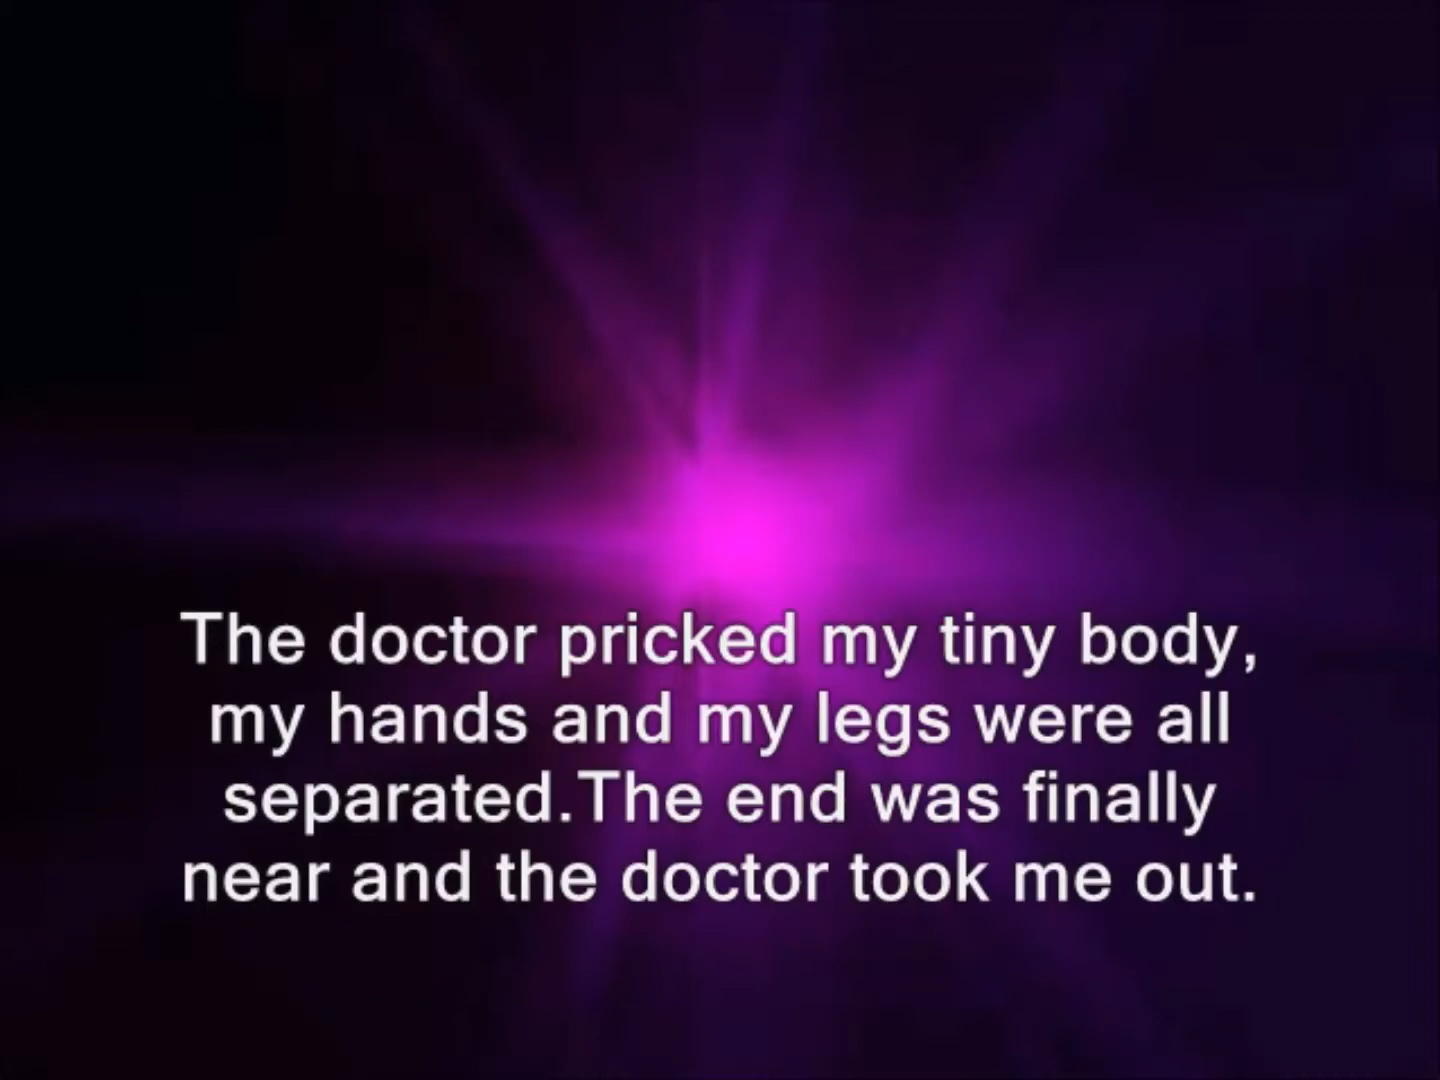 The doctor pricked my tiny body,
my hands and my legs were all
separated.The end was finally
near and the doctor took me out.